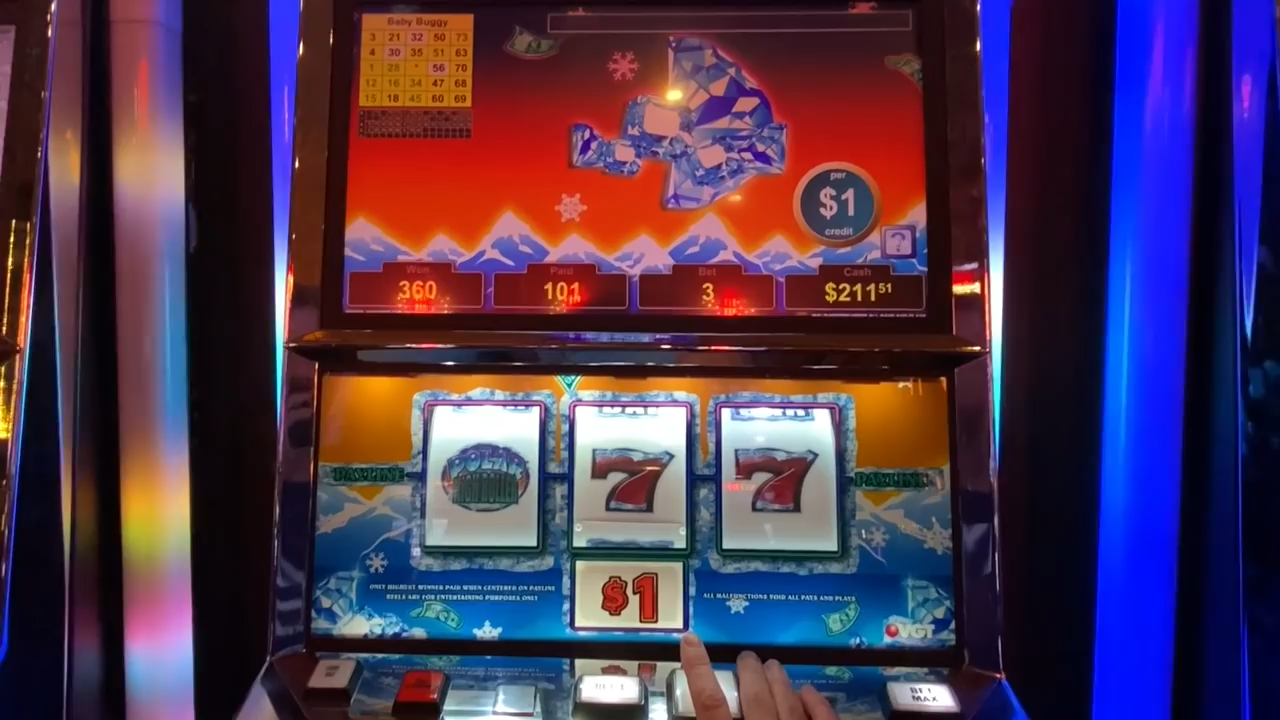 Baby Buggy
3 21 32 50 73
4 30 35 51 63
1 28 * 56 70
12 16 34 47 68
15 18 45 60 69
per
$1
credit
?
Won Paid Bet Cash
360 101 3 $211 51
PAYLINE
POLAR
HIGH ROLLER
7
7
PAYLINE
ONLY HIGHEST WINNER PAID WHEN CENTERED ON PAYLINE
REELS ARE FOR ENTERTAINING PURPOSES ONLY
$1
ALL MALFUNCTIONS VOID ALL PAYS AND PLAYS
VGT
BET
MAX